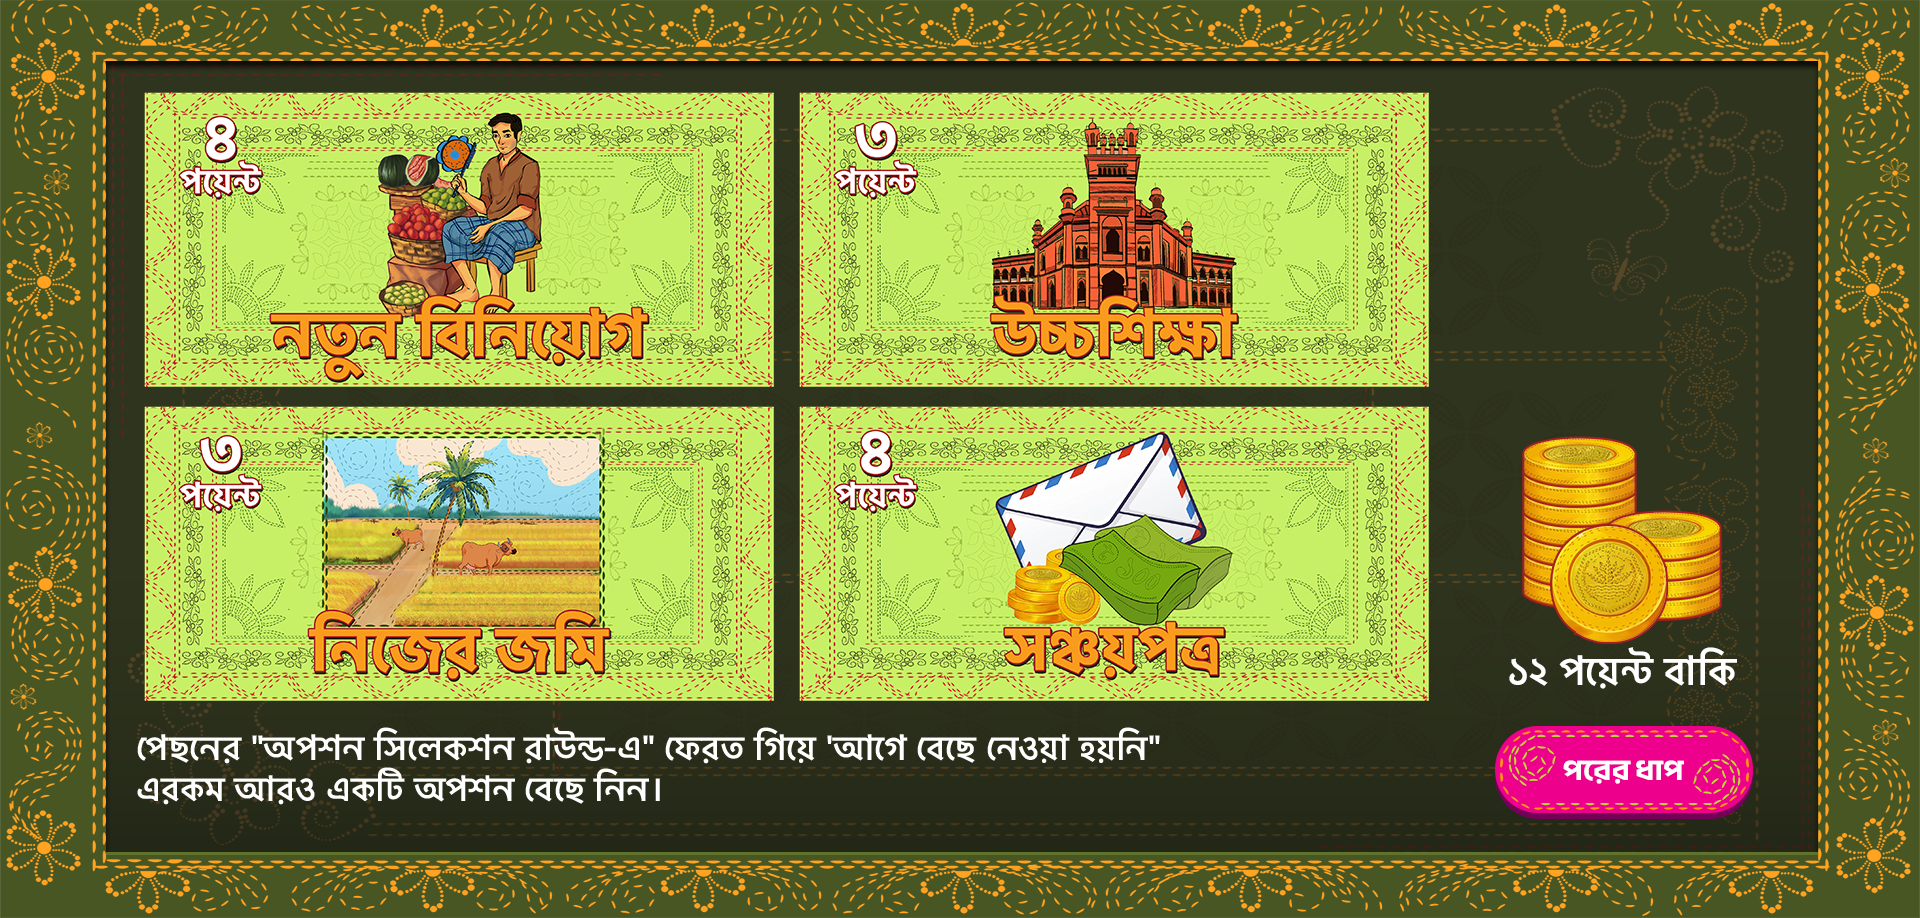 ৪
পয়েন্ট
নতুন বিনিয়োগ
৩
পয়েন্ট
উচ্চশিক্ষা
৩
পয়েন্ট
নিজের জমি
৪
পয়েন্ট
500
সঞ্চয়পত্র
১২ পয়েন্ট বাকি
পেছনের "অপশন সিলেকশন রাউন্ড-এ" ফেরত গিয়ে 'আগে বেছে নেওয়া হয়নি"
এরকম আরও একটি অপশন বেছে নিন।
পরের ধাপ